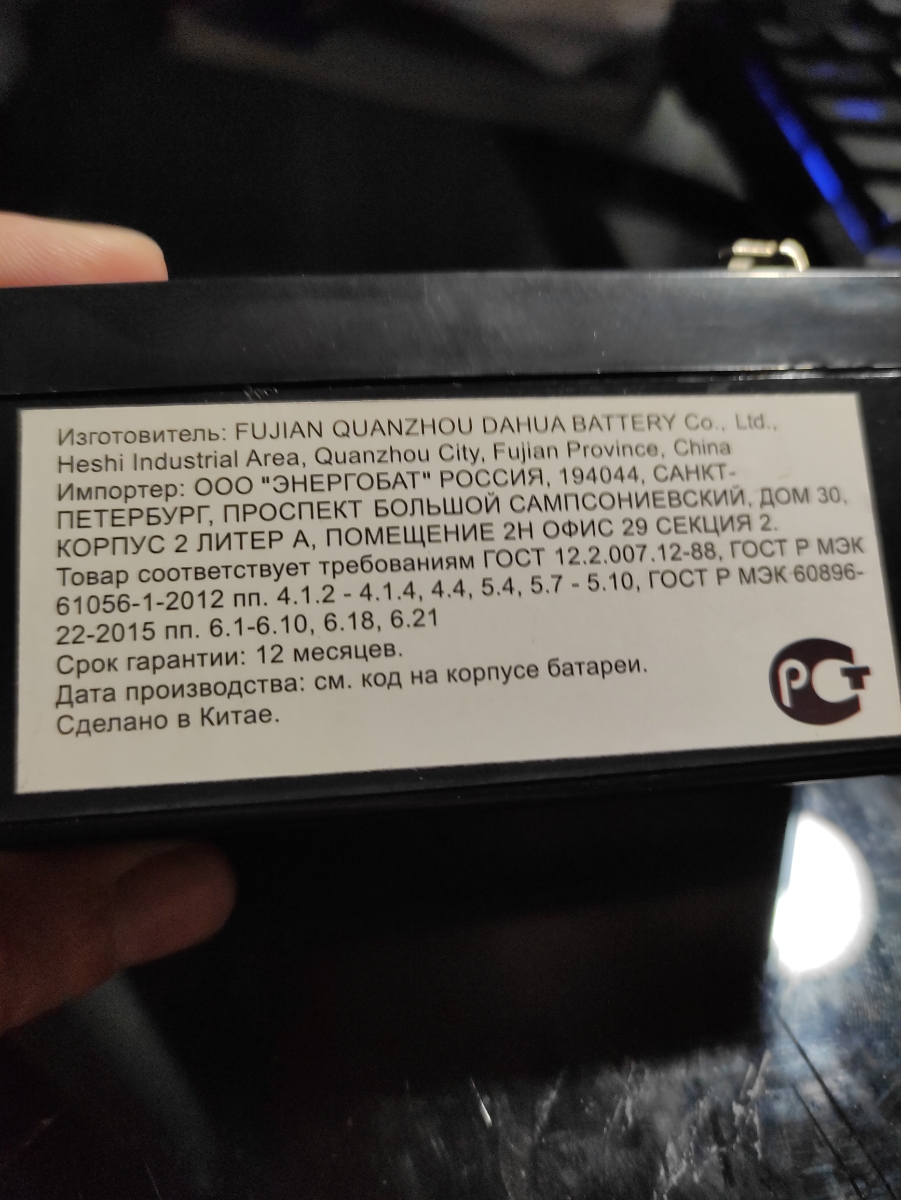 Изготовитель: FUJIAN QUANZHOU DAHUA BATTERY Co., Ltd.,
Heshi Industrial Area, Quanzhou City, Fujian Province, China
Импортер: ООО "ЭНЕРГОБАТ" РОССИЯ, 194044, САНКТ-
ПЕТЕРБУРГ, ПРОСПЕКТ БОЛЬШОЙ САМПСОНИЕВСКИЙ, ДОМ 30,
КОРПУС 2 ЛИТЕР А, ПОМЕЩЕНИЕ 2Н ОФИС 29 СЕКЦИЯ 2.
Товар соответствует требованиям ГОСТ 12.2.007.12-88, ГОСТ Р МЭК
61056-1-2012 пп. 4.1.2 - 4.1.4, 4.4, 5.4, 5.7 - 5.10, ГОСТ Р МЭК 60896-
22-2015 пп. 6.1-6.10, 6.18, 6.21
Срок гарантии: 12 месяцев.
Дата производства: см. код на корпусе батареи.
Сделано в Китае.
РСТ